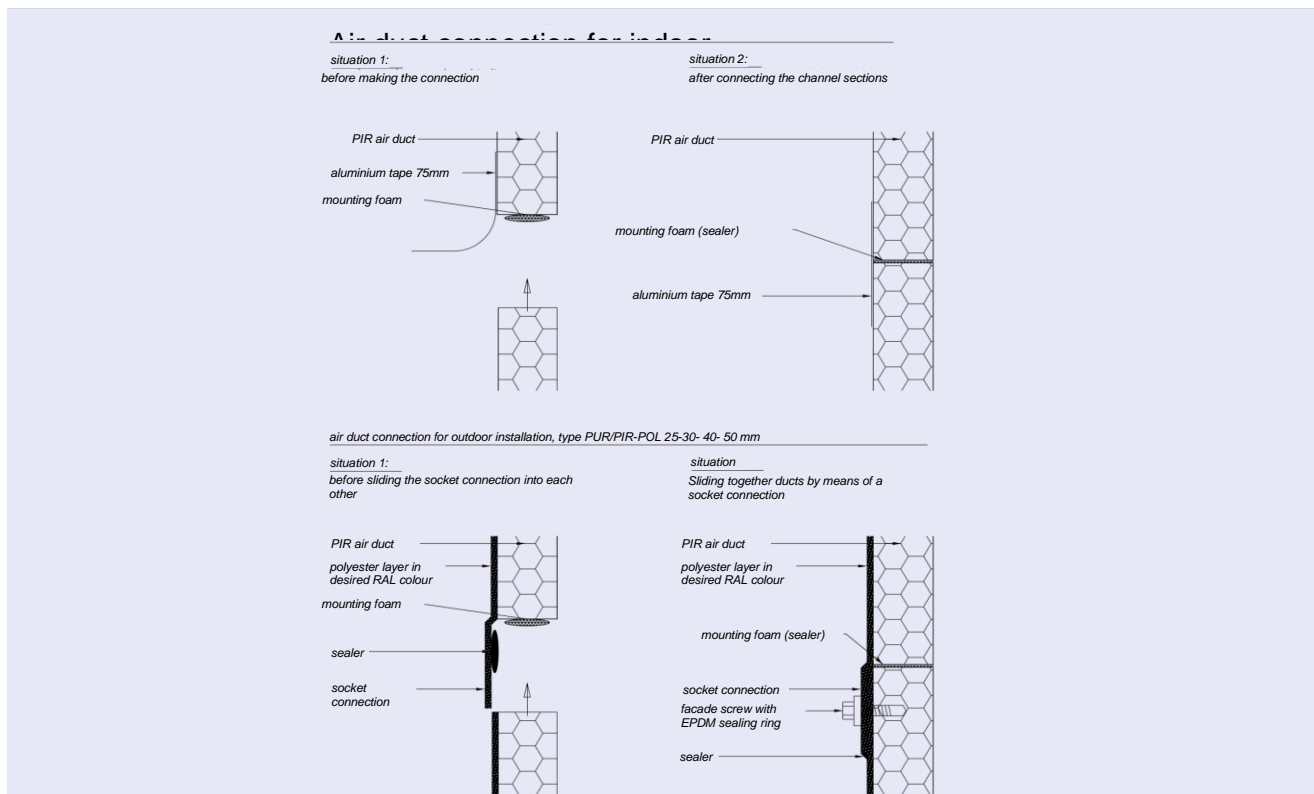 Air duct connection for indoor
situation 1:
before making the connection
situation 2:
after connecting the channel sections
PIR air duct
aluminium tape 75mm
mounting foam
PIR air duct
mounting foam (sealer)
aluminium tape 75mm
air duct connection for outdoor installation, type PUR/PIR-POL 25-30- 40- 50 mm
situation 1:
before sliding the socket connection into each
other
situation
Sliding together ducts by means of a
socket connection
PIR air duct
polyester layer in
desired RAL colour
mounting foam
sealer
socket
connection
PIR air duct
polyester layer in
desired RAL colour
mounting foam (sealer)
socket connection
facade screw with
EPDM sealing ring
sealer